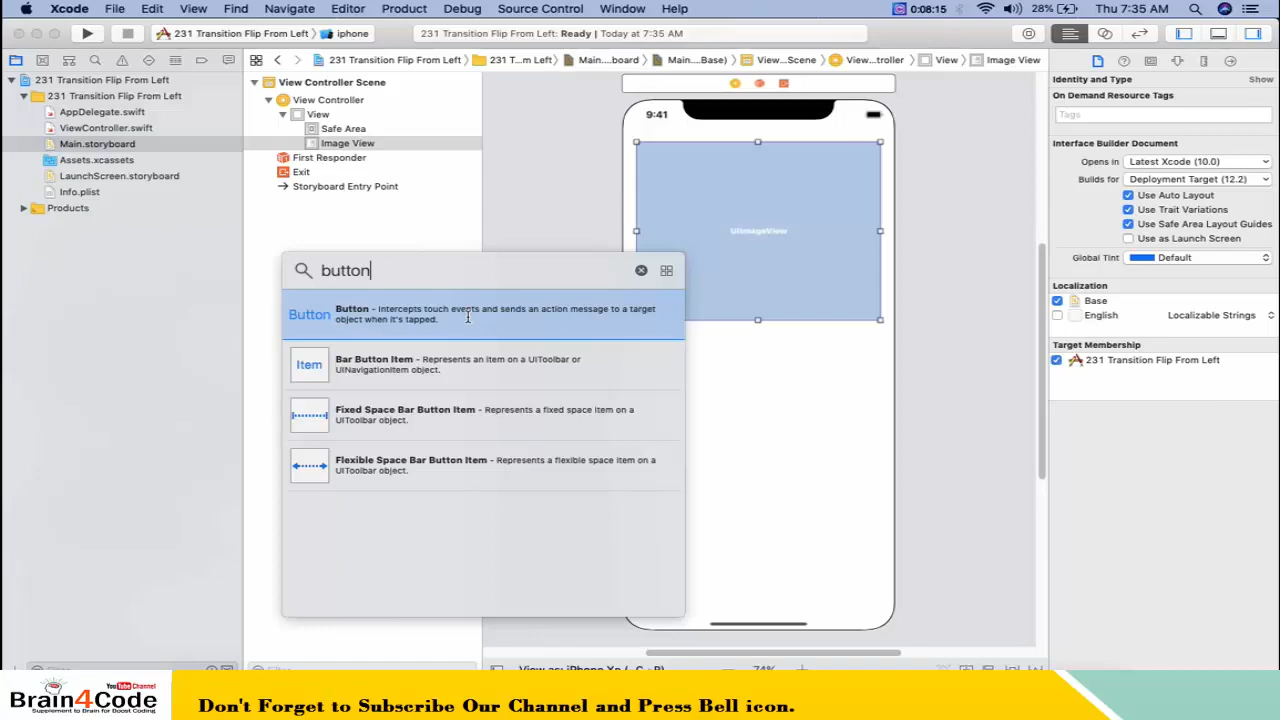 Xcode File Edit View Find Navigate Editor Product Debug Source Control Window Help 00:08:15 28% Thu 7:35 AM
231 Transition Flip From Left iphone 231 Transition Flip From Left: Ready | Today at 7:35 AM
231 Transition Flip From Left 231 T...m Left Main....board Main....Base) View...Scene View...troller View Image View
231 Transition Flip From Left
231 Transition Flip From Left
AppDelegate.swift
ViewController.swift
Main.storyboard
Assets.xcassets
LaunchScreen.storyboard
Info.plist
Products
View Controller Scene
View Controller
View
Safe Area
Image View
First Responder
Exit
Storyboard Entry Point
9:41
UIImageView
button
Button
Button - Intercepts touch events and sends an action message to a target
object when it's tapped.
Item
Bar Button Item - Represents an item on a UIToolbar or
UINavigationItem object.
Fixed Space Bar Button Item - Represents a fixed space item on a
UIToolbar object.
Flexible Space Bar Button Item - Represents a flexible space item on a
UIToolbar object.
Identity and Type Show
On Demand Resource Tags
Tags
Interface Builder Document
Opens in Latest Xcode (10.0)
Builds for Deployment Target (12.2)
Use Auto Layout
Use Trait Variations
Use Safe Area Layout Guides
Use as Launch Screen
Global Tint Default
Localization
Base
English Localizable Strings
Target Membership
231 Transition Flip From Left
YouTube Channel
Brain4Code
Supplement to Brain for Boost Coding
Don't Forget to Subscribe Our Channel and Press Bell icon.